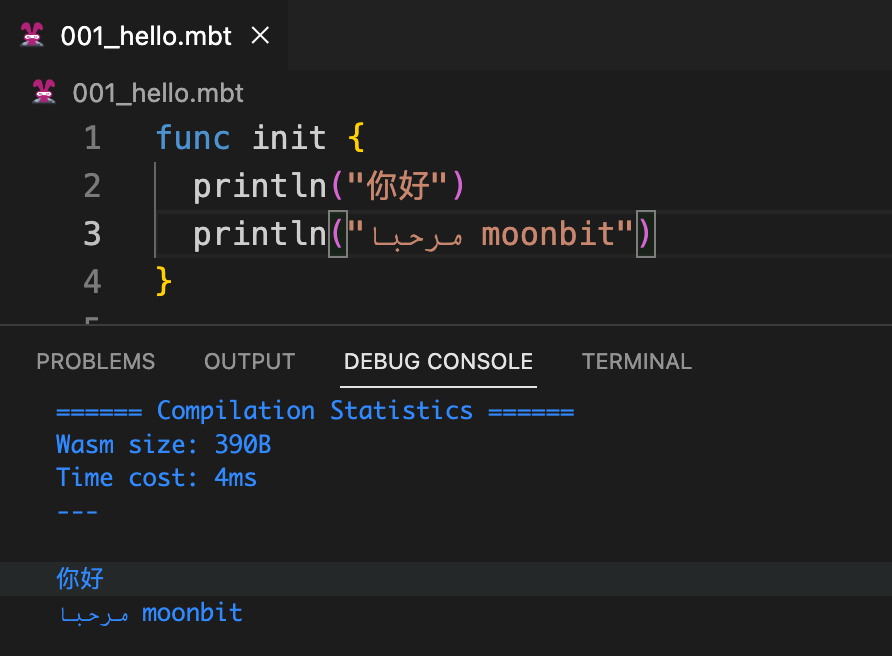 001_hello.mbt
001_hello.mbt
1 func init {
2 println("你好")
3 println("مرحبا moonbit")
4 }
PROBLEMS OUTPUT DEBUG CONSOLE TERMINAL
====== Compilation Statistics ======
Wasm size: 390B
Time cost: 4ms
---
你好
مرحبا moonbit